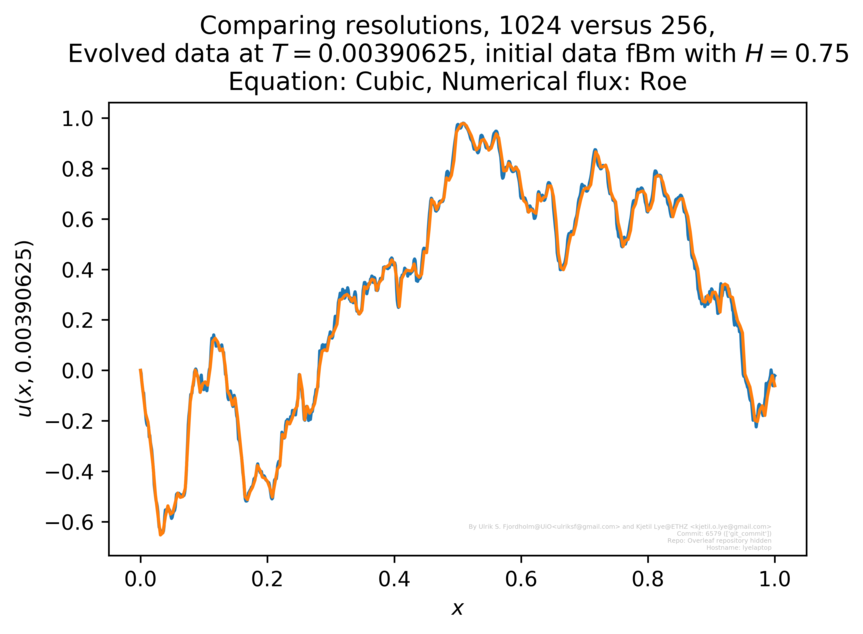 Comparing resolutions, 1024 versus 256,
Evolved data at T = 0.00390625, initial data fBm with H = 0.75
Equation: Cubic, Numerical flux: Roe
u(x, 0.00390625)
1.0
0.8
0.6
0.4
0.2
0.0
−0.2
−0.4
−0.6
By Ulrik S. Fjordholm@UiO<ulriksf@gmail.com> and Kjetil Lye@ETHZ <kjetil.o.lye@gmail.com>
Commit: 6579 (['git_commit'])
Repo: Overleaf repository hidden
Hostname: lyelaptop
0.0 0.2 0.4 0.6 0.8 1.0
x